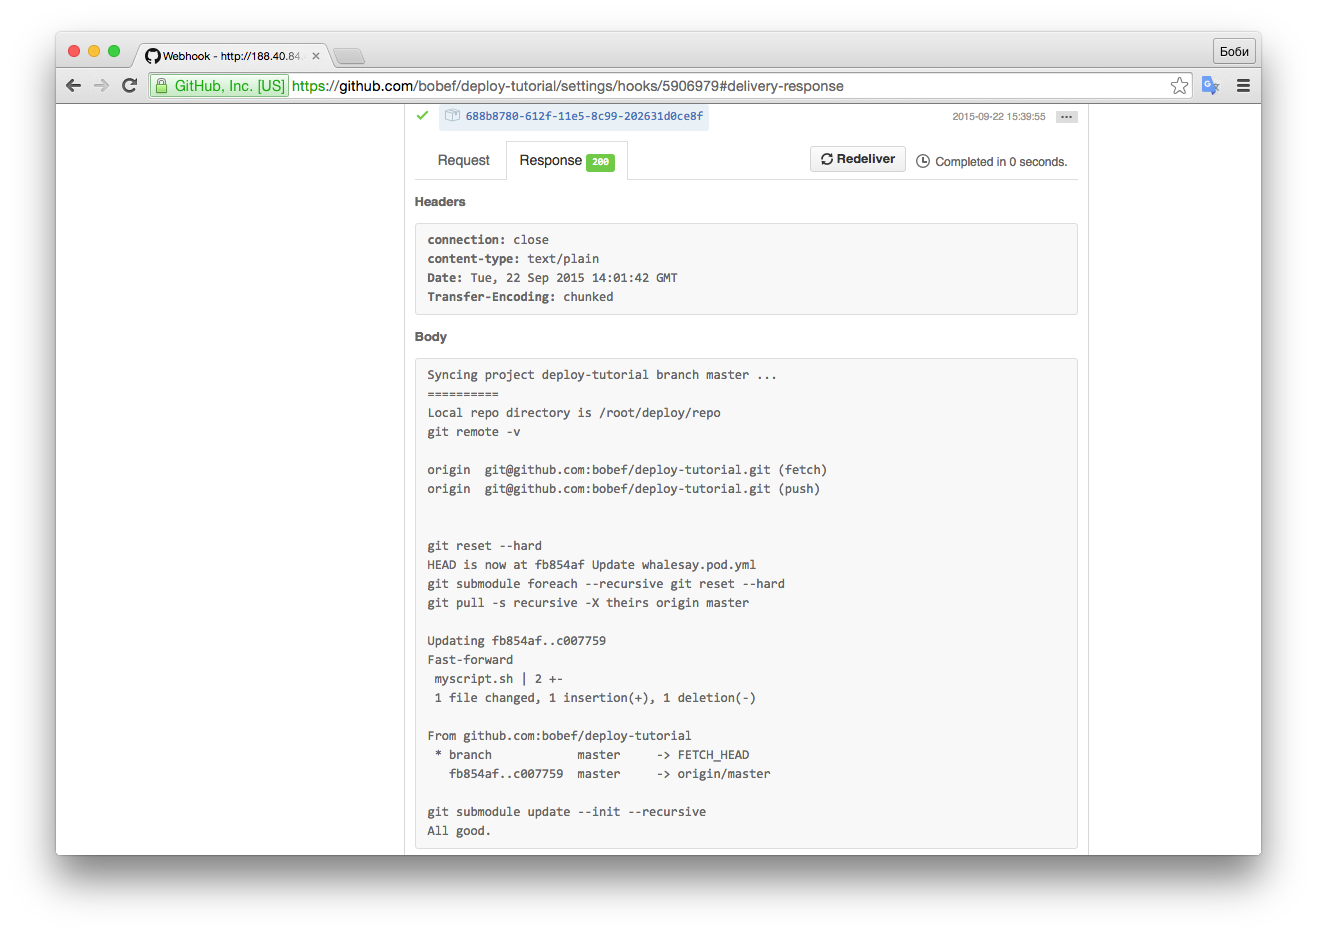 Webhook - http://188.40.84.
Боби
GitHub, Inc. [US] https://github.com/bobef/deploy-tutorial/settings/hooks/5906979#delivery-response
688b8780-612f-11e5-8c99-202631d0ce8f 2015-09-22 15:39:55
Request Response 200 Redeliver Completed in 0 seconds.
Headers
connection: close
content-type: text/plain
Date: Tue, 22 Sep 2015 14:01:42 GMT
Transfer-Encoding: chunked
Body
Syncing project deploy-tutorial branch master ...
==========
Local repo directory is /root/deploy/repo
git remote -v
origin  git@github.com:bobef/deploy-tutorial.git (fetch)
origin  git@github.com:bobef/deploy-tutorial.git (push)
git reset --hard
HEAD is now at fb854af Update whalesay.pod.yml
git submodule foreach --recursive git reset --hard
git pull -s recursive -X theirs origin master
Updating fb854af..c007759
Fast-forward
 myscript.sh | 2 +-
 1 file changed, 1 insertion(+), 1 deletion(-)
From github.com:bobef/deploy-tutorial
 * branch            master     -> FETCH_HEAD
   fb854af..c007759  master     -> origin/master
git submodule update --init --recursive
All good.